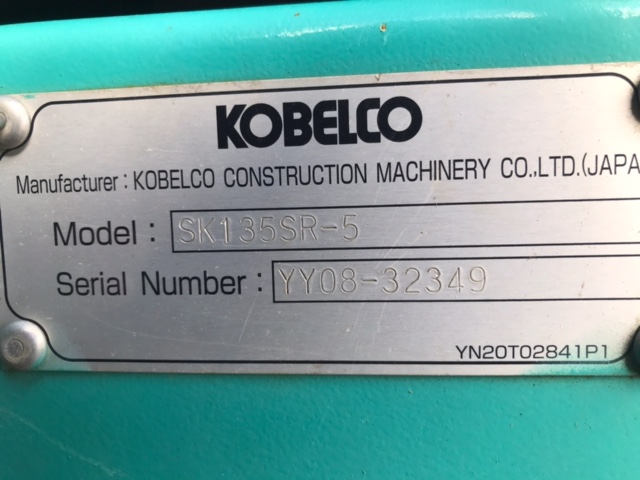 KOBELCO
Manufacturer : KOBELCO CONSTRUCTION MACHINERY CO.,LTD.(JAPA
Model : SK135SR-5
Serial Number : YY08-32349
YN20T02841P1